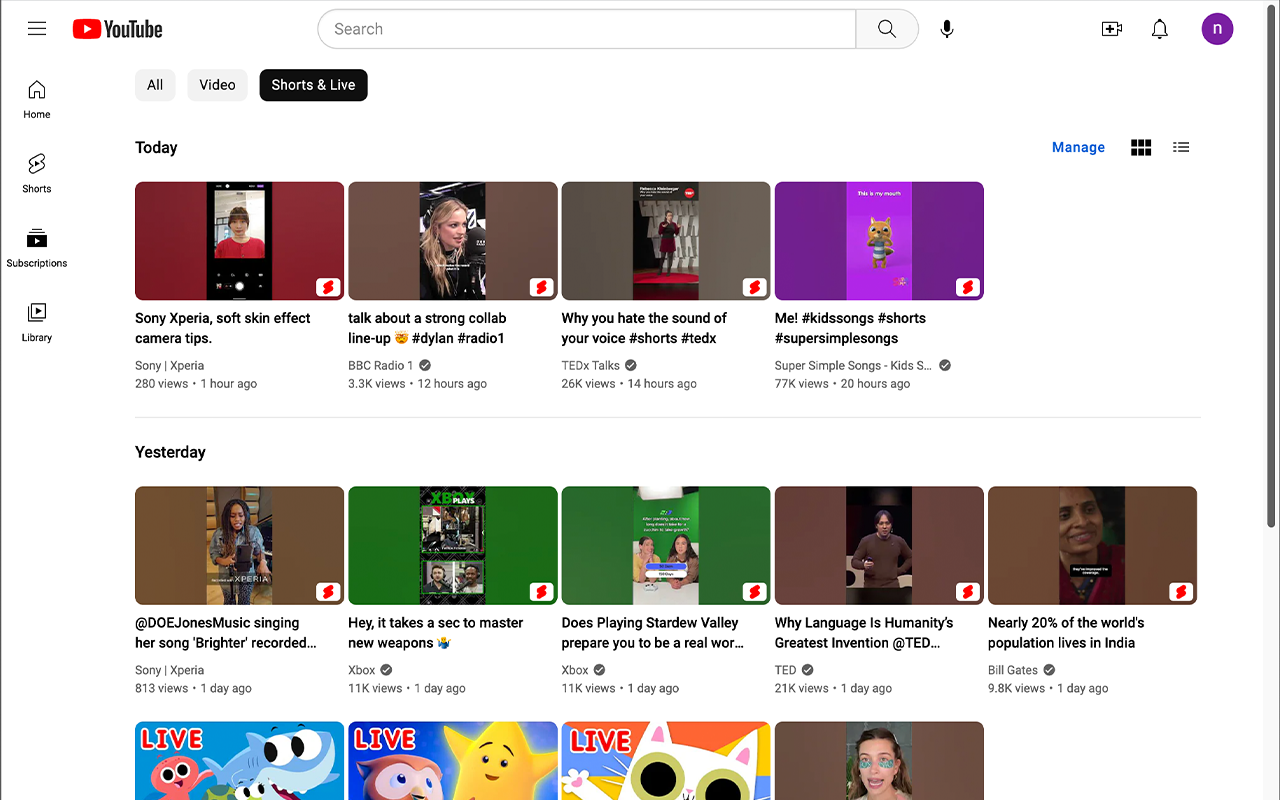 YouTube
Search
n
All
Video
Shorts & Live
Home
Shorts
Subscriptions
Library
Today
Manage
Rebecca Kleinberger
This is my mouth
Sony Xperia, soft skin effect
camera tips.
Sony | Xperia
280 views • 1 hour ago
talk about a strong collab
line-up 🤯 #dylan #radio1
BBC Radio 1
3.3K views • 12 hours ago
Why you hate the sound of
your voice #shorts #tedx
TEDx Talks
26K views • 14 hours ago
Me! #kidssongs #shorts
#supersimplesongs
Super Simple Songs - Kids S...
77K views • 20 hours ago
Yesterday
XPERIA
XBOX
PLAYS
@DOEJonesMusic singing
her song 'Brighter' recorded...
Sony | Xperia
813 views • 1 day ago
Hey, it takes a sec to master
new weapons 🤷‍♂️
Xbox
11K views • 1 day ago
Does Playing Stardew Valley
prepare you to be a real wor...
Xbox
11K views • 1 day ago
Why Language Is Humanity’s
Greatest Invention @TED...
TED
21K views • 1 day ago
Nearly 20% of the world's
population lives in India
Bill Gates
9.8K views • 1 day ago
LIVE
LIVE
LIVE